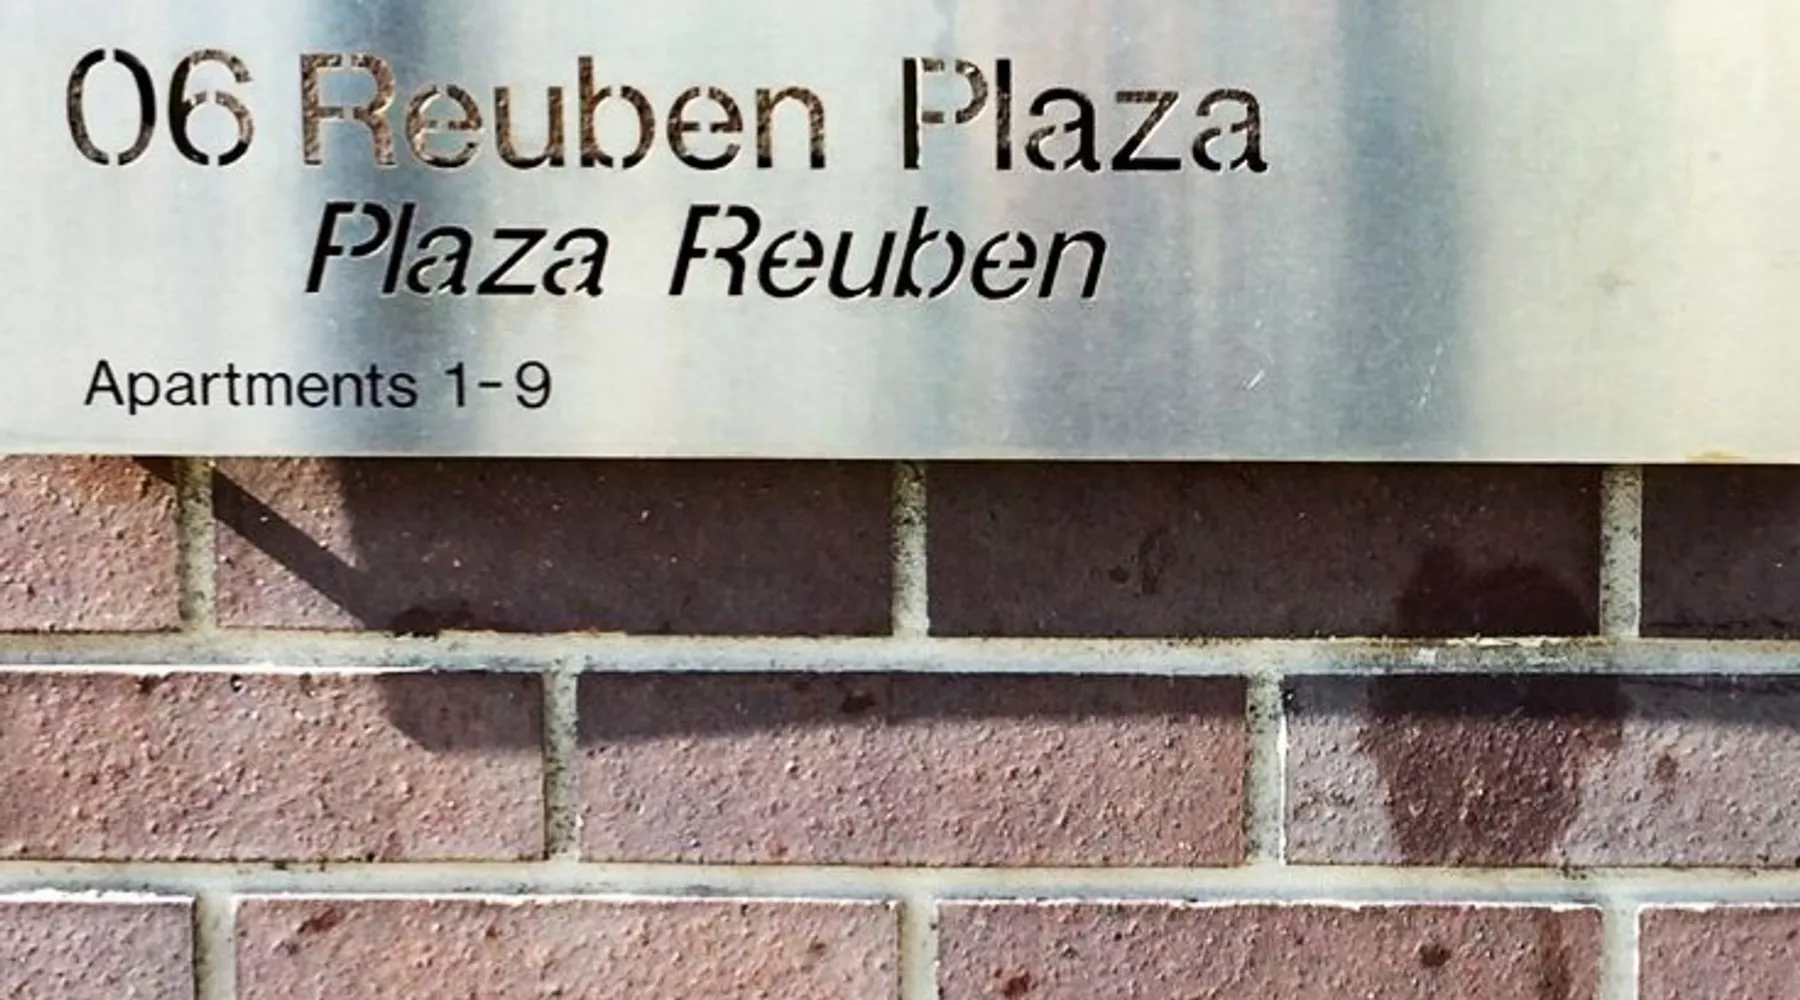 06 Reuben Plaza
Plaza Reuben
Apartments 1-9